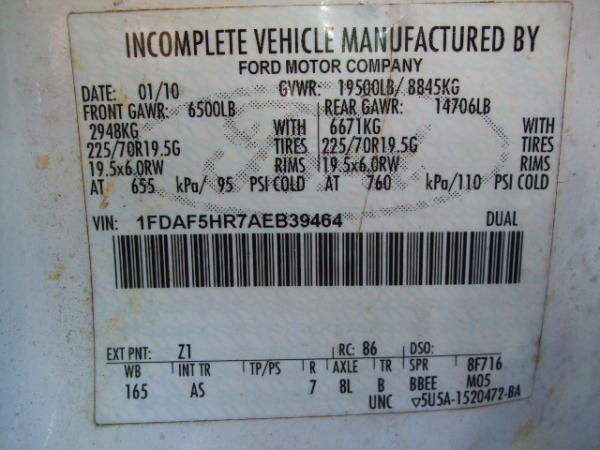 INCOMPLETE VEHICLE MANUFACTURED BY
FORD MOTOR COMPANY
DATE: 01/10 GVWR: 19500LB/ 8845KG
FRONT GAWR: 6500LB REAR GAWR: 14706LB
2948KG WITH 6671KG WITH
225/70R19.5G TIRES 225/70R19.5G TIRES
19.5x6.0RW RIMS 19.5x6.0RW RIMS
AT 655 kPa/ 95 PSI COLD AT 760 kPa/110 PSI COLD
VIN: 1FDAF5HR7AEB39464 DUAL
EXT PNT: Z1 RC: 86 DSO:
WB INT TR TP/PS R AXLE TR SPR 8F716
165 AS 7 8L B BBEE M05
UNC ▽5U5A-1520472-BA